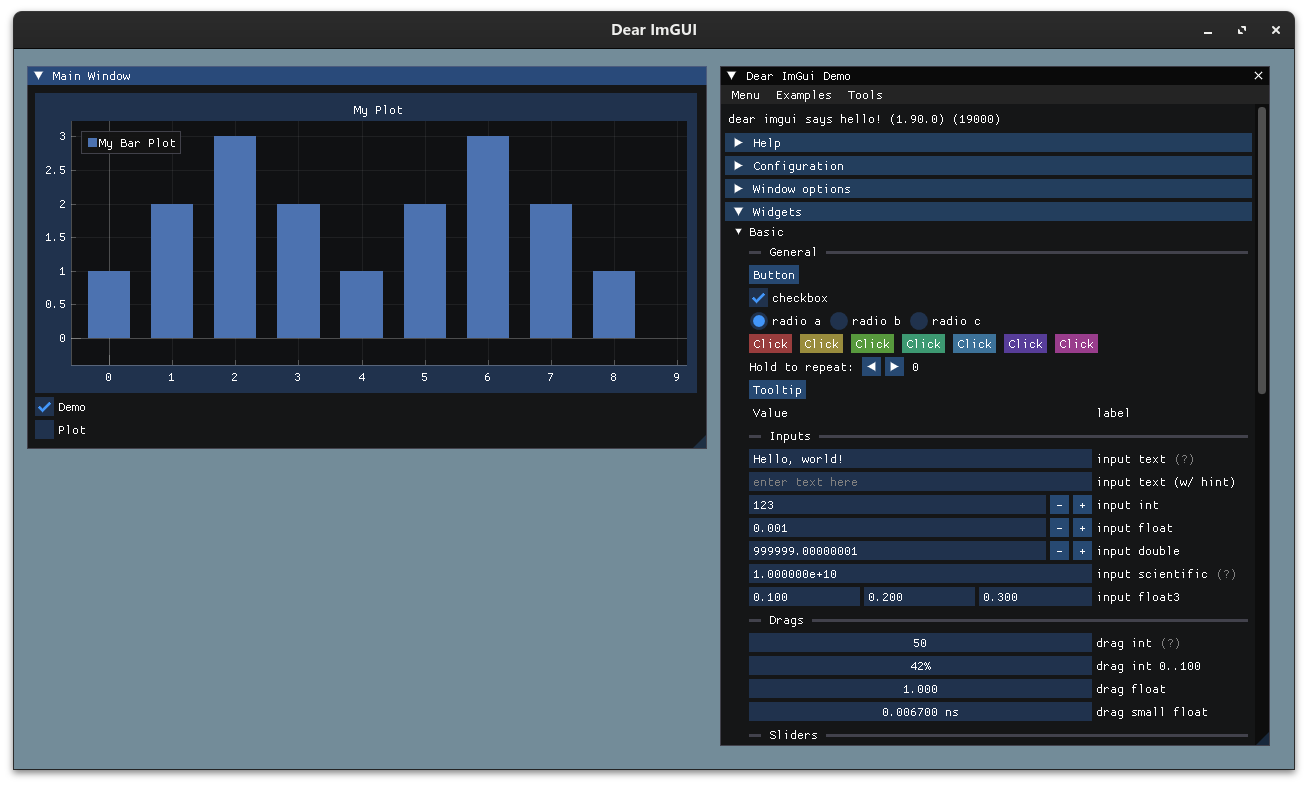 Dear ImGUI
Main Window
My Plot
My Bar Plot
3
2.5
2
1.5
1
0.5
0
0 1 2 3 4 5 6 7 8 9
Demo
Plot
Dear ImGui Demo
Menu Examples Tools
dear imgui says hello! (1.90.0) (19000)
Help
Configuration
Window options
Widgets
Basic
General
Button
checkbox
radio a radio b radio c
Click Click Click Click Click Click Click
Hold to repeat: 0
Tooltip
Value label
Inputs
Hello, world! input text (?)
enter text here input text (w/ hint)
123 - + input int
0.001 - + input float
999999.00000001 - + input double
1.000000e+10 input scientific (?)
0.100 0.200 0.300 input float3
Drags
50 drag int (?)
42% drag int 0..100
1.000 drag float
0.006700 ns drag small float
Sliders